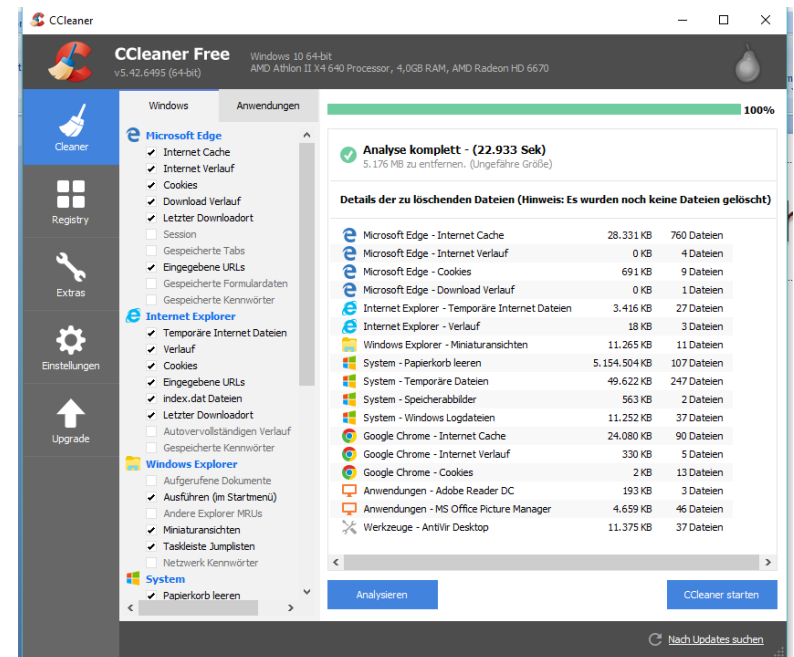 CCleaner
CCleaner Free
v5.42.6495 (64-bit)
Windows 10 64-bit
AMD Athlon II X4 640 Processor, 4,0GB RAM, AMD Radeon HD 6670
Cleaner
Registry
Extras
Einstellungen
Upgrade
Windows Anwendungen
Microsoft Edge
Internet Cache
Internet Verlauf
Cookies
Download Verlauf
Letzter Downloadort
Session
Gespeicherte Tabs
Eingegebene URLs
Gespeicherte Formulardaten
Gespeicherte Kennwörter
Internet Explorer
Temporäre Internet Dateien
Verlauf
Cookies
Eingegebene URLs
index.dat Dateien
Letzter Downloadort
Autovervollständigen Verlauf
Gespeicherte Kennwörter
Windows Explorer
Aufgerufene Dokumente
Ausführen (im Startmenü)
Andere Explorer MRUs
Miniaturansichten
Taskleiste Jumplisten
Netzwerk Kennwörter
System
Papierkorb leeren
100%
Analyse komplett - (22.933 Sek)
5.176 MB zu entfernen. (Ungefähre Größe)
Details der zu löschenden Dateien (Hinweis: Es wurden noch keine Dateien gelöscht)
Microsoft Edge - Internet Cache 28.331 KB 760 Dateien
Microsoft Edge - Internet Verlauf 0 KB 4 Dateien
Microsoft Edge - Cookies 691 KB 9 Dateien
Microsoft Edge - Download Verlauf 0 KB 1 Dateien
Internet Explorer - Temporäre Internet Dateien 3.416 KB 27 Dateien
Internet Explorer - Verlauf 18 KB 3 Dateien
Windows Explorer - Miniaturansichten 11.265 KB 11 Dateien
System - Papierkorb leeren 5.154.504 KB 107 Dateien
System - Temporäre Dateien 49.622 KB 247 Dateien
System - Speicherabbilder 563 KB 2 Dateien
System - Windows Logdateien 11.252 KB 37 Dateien
Google Chrome - Internet Cache 24.080 KB 90 Dateien
Google Chrome - Internet Verlauf 330 KB 5 Dateien
Google Chrome - Cookies 2 KB 13 Dateien
Anwendungen - Adobe Reader DC 193 KB 3 Dateien
Anwendungen - MS Office Picture Manager 4.659 KB 46 Dateien
Werkzeuge - AntiVir Desktop 11.375 KB 37 Dateien
Analysieren
CCleaner starten
Nach Updates suchen